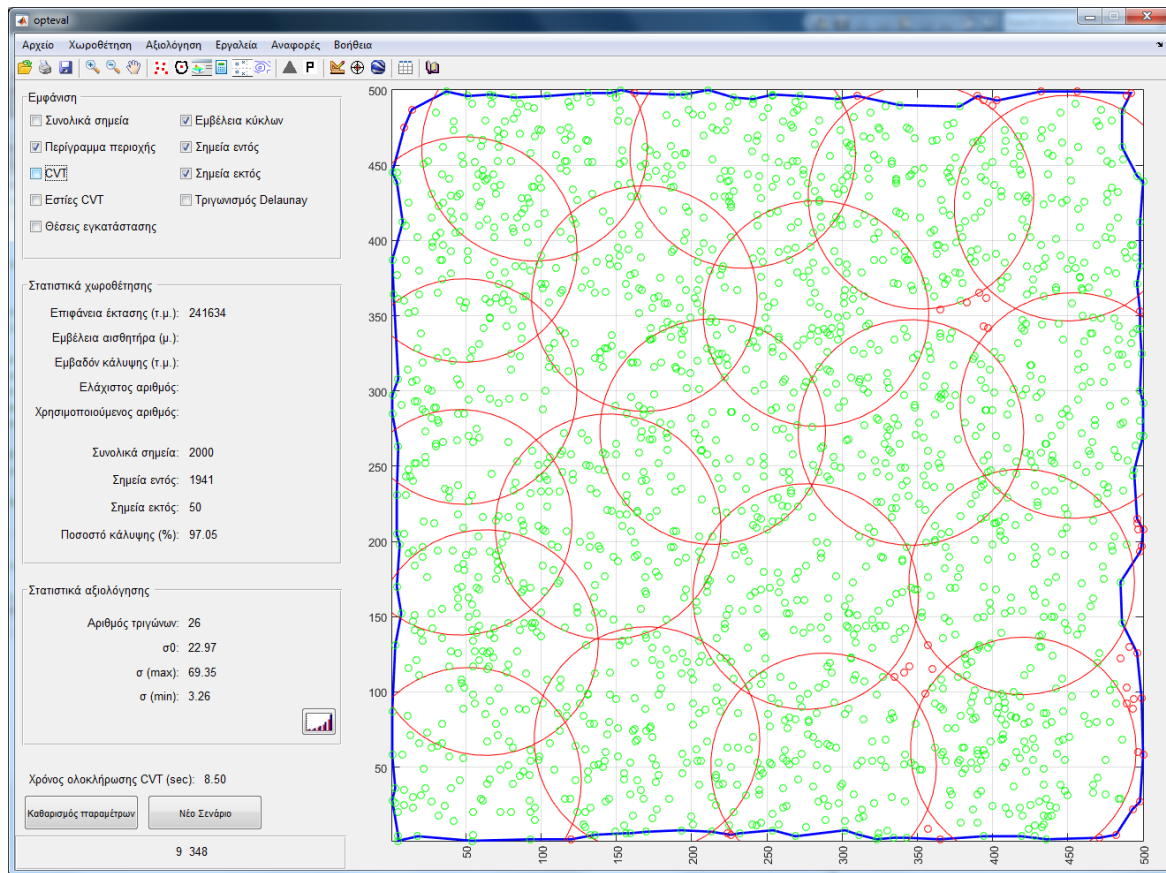 opteval
Αρχείο Χωροθέτηση Αξιολόγηση Εργαλεία Αναφορές Βοήθεια
P
Εμφάνιση
Συνολικά σημεία Εμβέλεια κύκλων
Περίγραμμα περιοχής Σημεία εντός
CVT Σημεία εκτός
Εστίες CVT Τριγωνισμός Delaunay
Θέσεις εγκατάστασης
Στατιστικά χωροθέτησης
Επιφάνεια έκτασης (τ.μ.): 241634
Εμβέλεια αισθητήρα (μ.):
Εμβαδόν κάλυψης (τ.μ.):
Ελάχιστος αριθμός:
Χρησιμοποιούμενος αριθμός:
Συνολικά σημεία: 2000
Σημεία εντός: 1941
Σημεία εκτός: 50
Ποσοστό κάλυψης (%): 97.05
Στατιστικά αξιολόγησης
Αριθμός τριγώνων: 26
σ0: 22.97
σ (max): 69.35
σ (min): 3.26
Χρόνος ολοκλήρωσης CVT (sec): 8.50
Καθαρισμός παραμέτρων Νέο Σενάριο
9 348
500
450
400
350
300
250
200
150
100
50
50 100 150 200 250 300 350 400 450 500